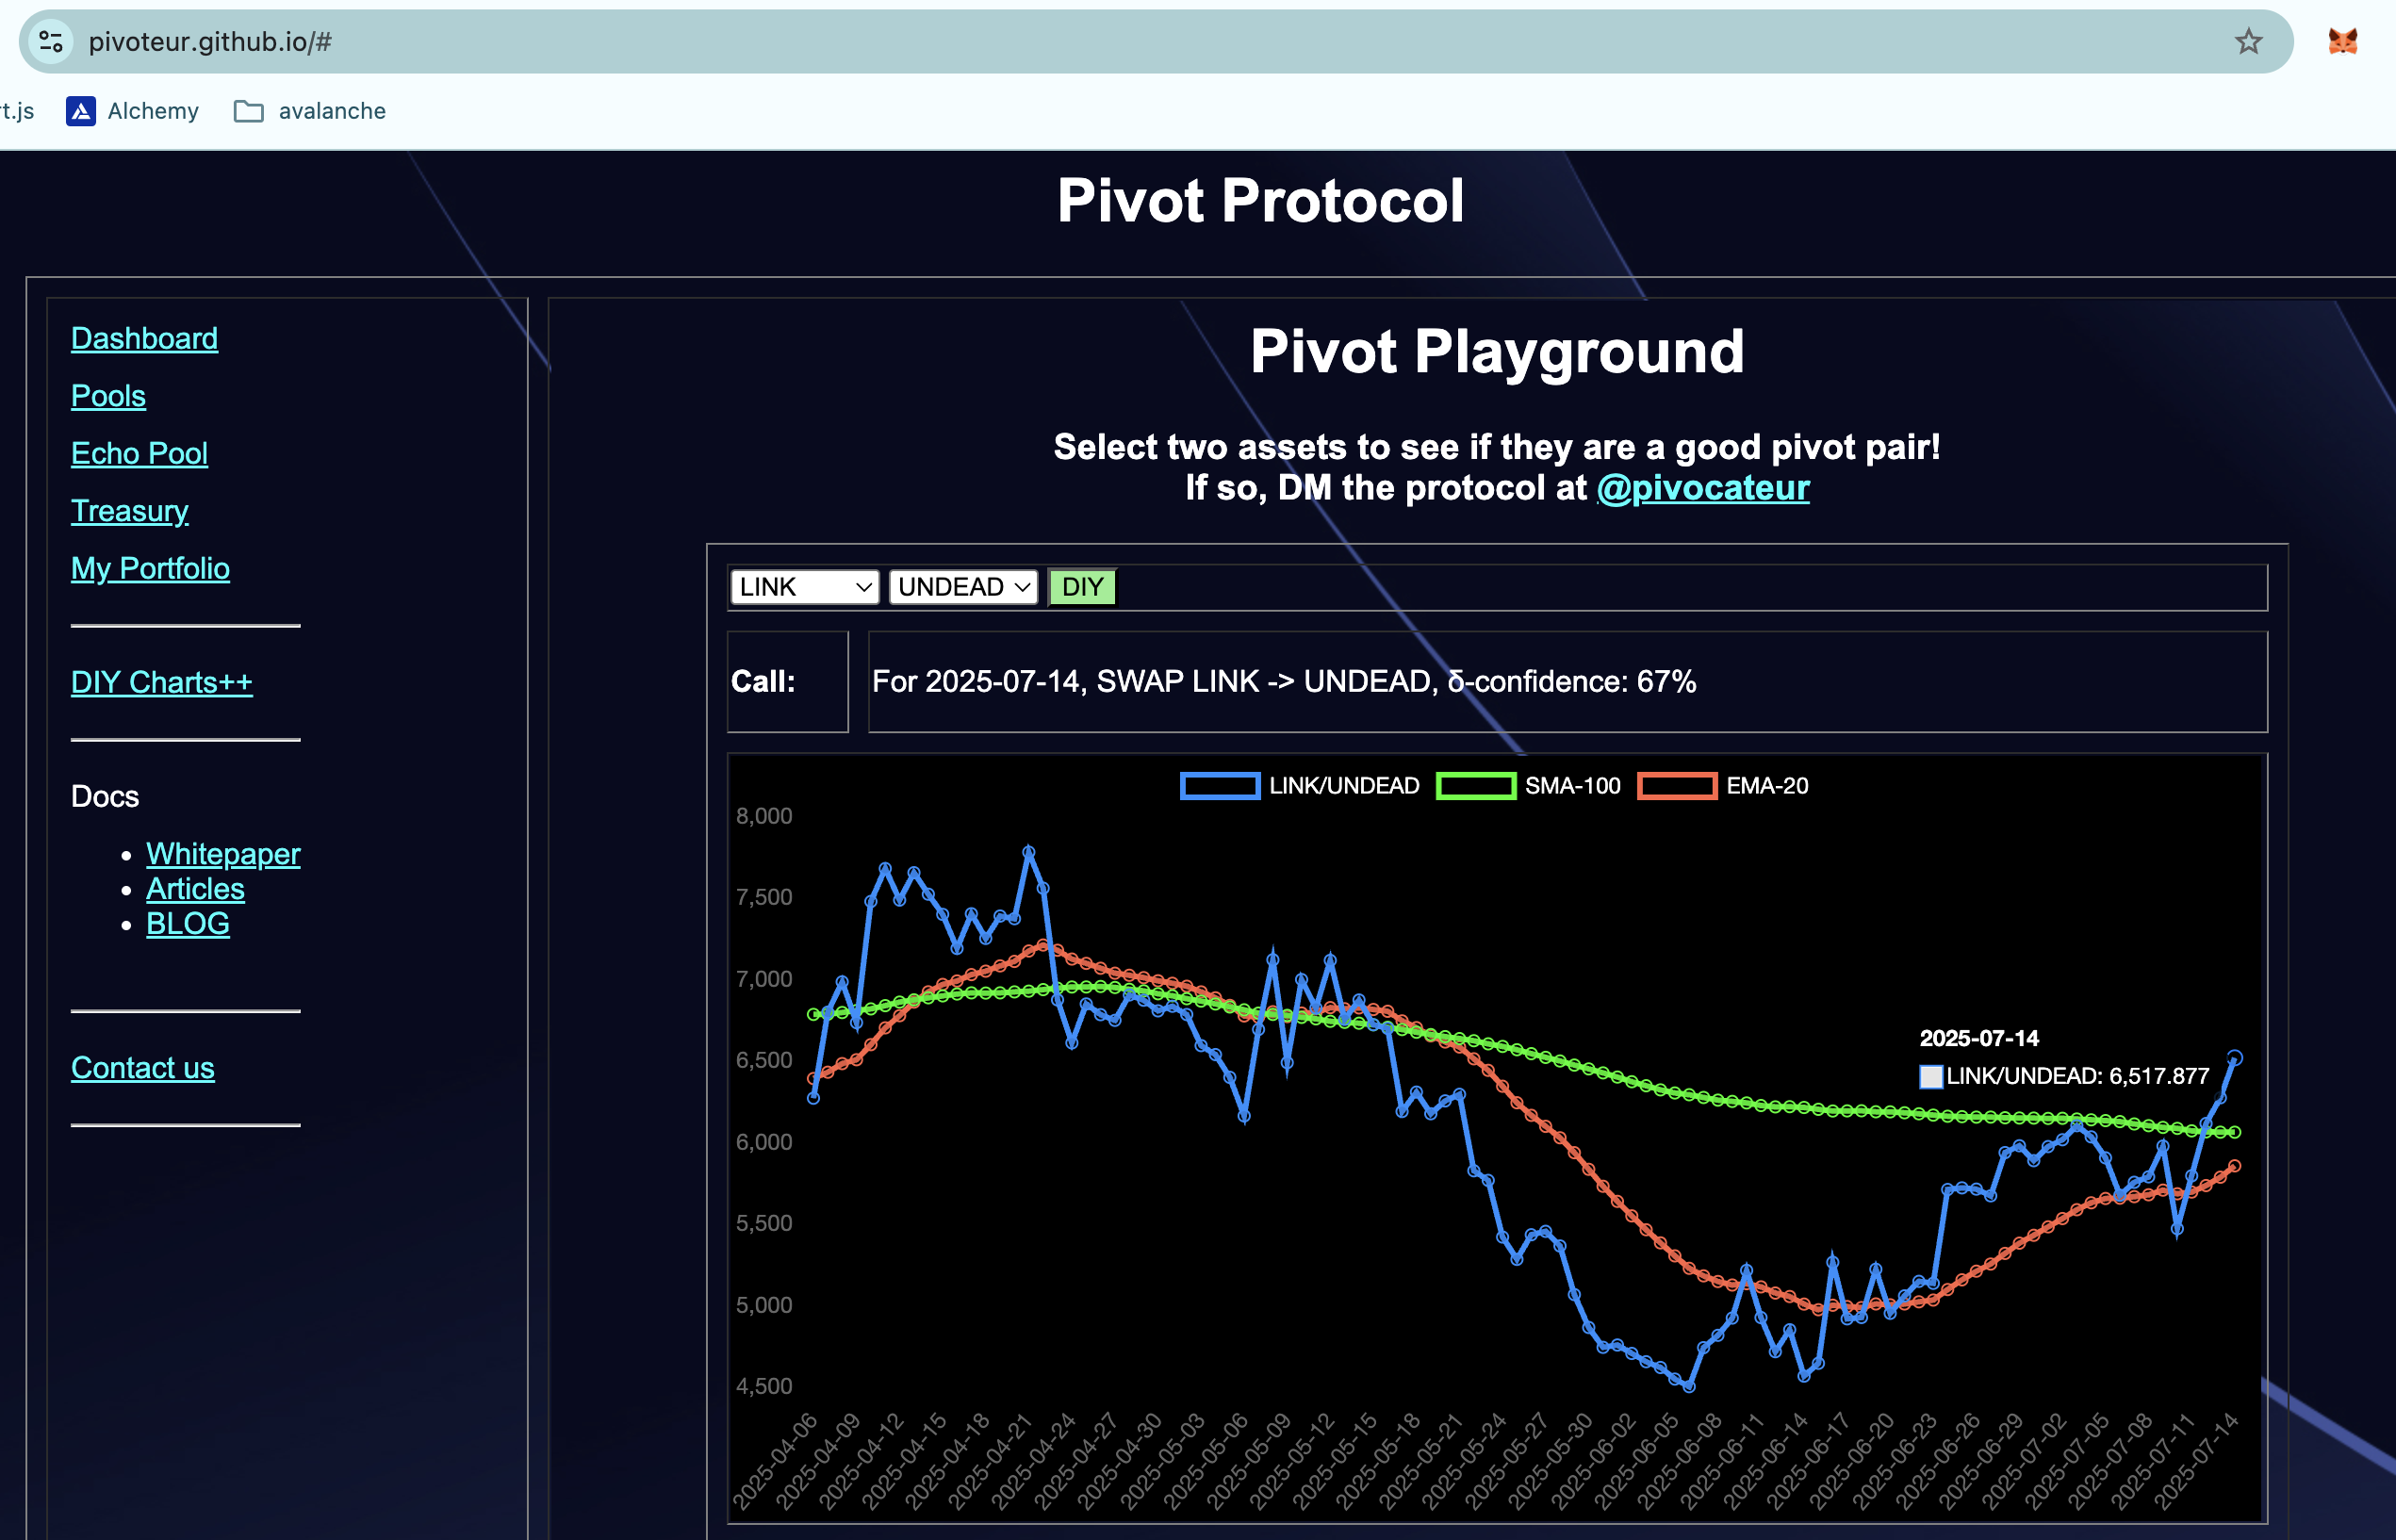 pivoteur.github.io/#
t.js Alchemy avalanche
Pivot Protocol
Dashboard
Pools
Echo Pool
Treasury
My Portfolio
DIY Charts++
Docs
Whitepaper
Articles
BLOG
Contact us
Pivot Playground
Select two assets to see if they are a good pivot pair!
If so, DM the protocol at @pivocateur
LINK UNDEAD DIY
Call: For 2025-07-14, SWAP LINK -> UNDEAD, δ-confidence: 67%
LINK/UNDEAD SMA-100 EMA-20
8,000
7,500
7,000
6,500
6,000
5,500
5,000
4,500
2025-07-14
LINK/UNDEAD: 6,517.877
2025-04-06
2025-04-09
2025-04-12
2025-04-15
2025-04-18
2025-04-21
2025-04-24
2025-04-27
2025-04-30
2025-05-03
2025-05-06
2025-05-09
2025-05-12
2025-05-15
2025-05-18
2025-05-21
2025-05-24
2025-05-27
2025-05-30
2025-06-02
2025-06-05
2025-06-08
2025-06-11
2025-06-14
2025-06-17
2025-06-20
2025-06-23
2025-06-26
2025-06-29
2025-07-02
2025-07-05
2025-07-08
2025-07-11
2025-07-14